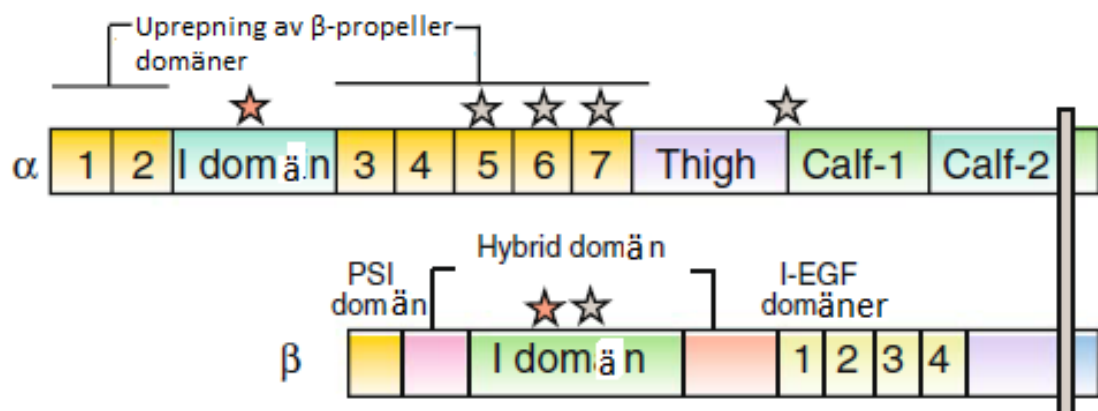 Uprepning av β-propeller
domäner
α 1 2 I domän 3 4 5 6 7 Thigh Calf-1 Calf-2
Hybrid domän
PSI
domän
I-EGF
domäner
β I domän 1 2 3 4